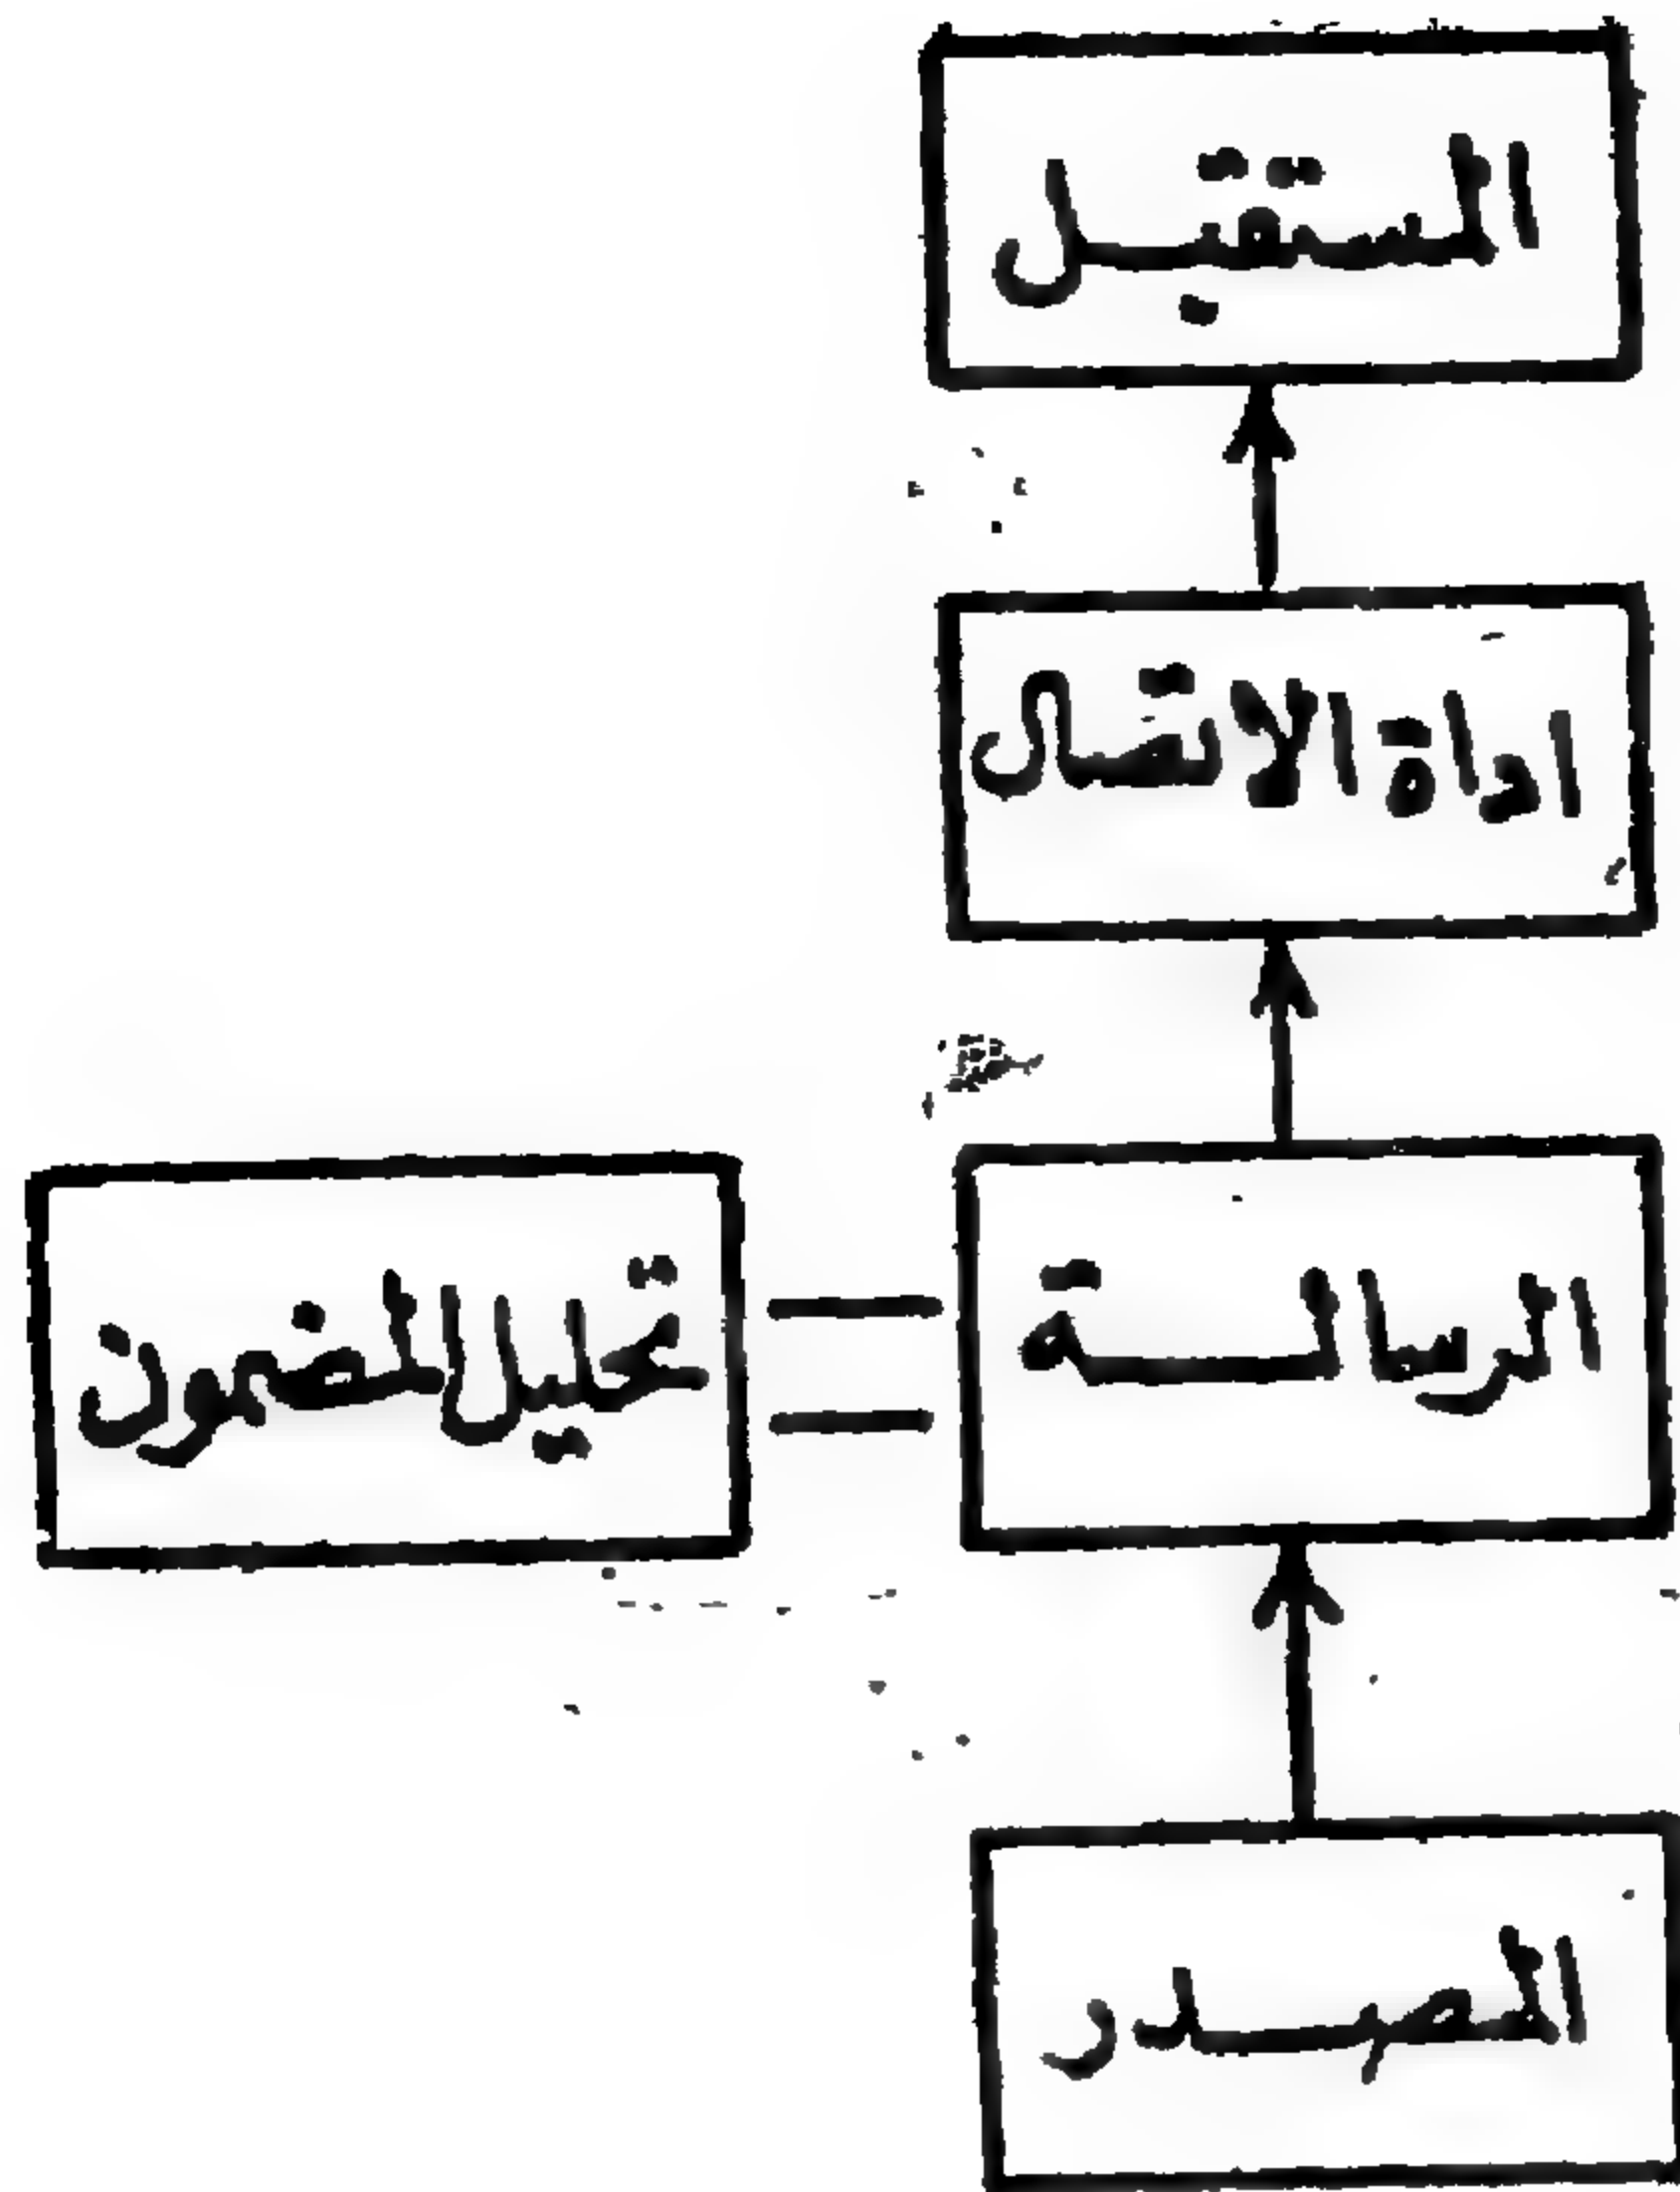 المستقبل
اداة الاتصال
الرسالة
تحليل المضمون
المصدر